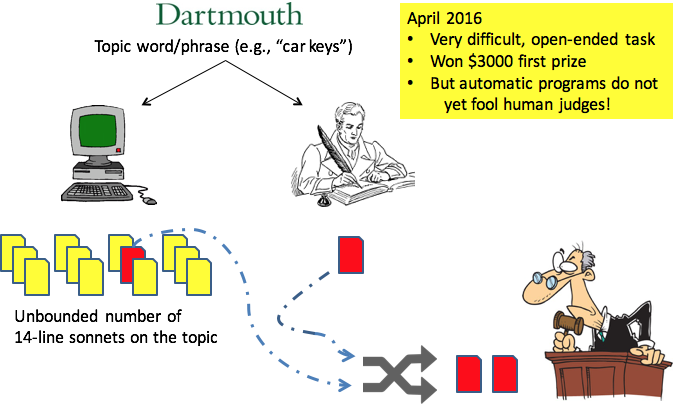 Dartmouth
Topic word/phrase (e.g., “car keys”)
April 2016
• Very difficult, open-ended task
• Won $3000 first prize
• But automatic programs do not
yet fool human judges!
Unbounded number of
14-line sonnets on the topic